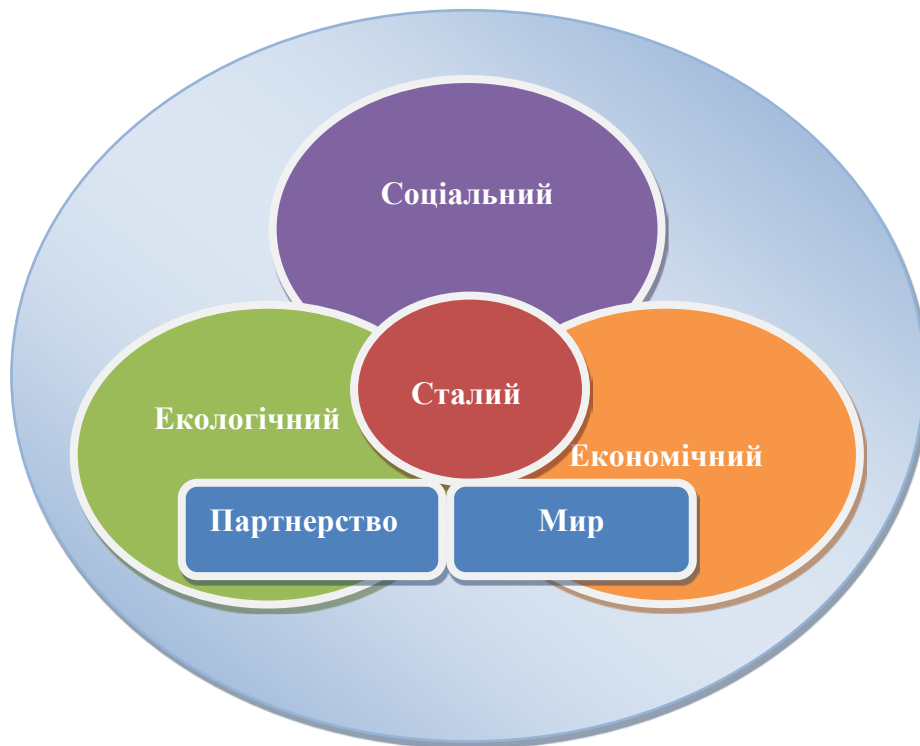 Соціальний
Сталий
Екологічний
Економічний
Партнерство
Мир